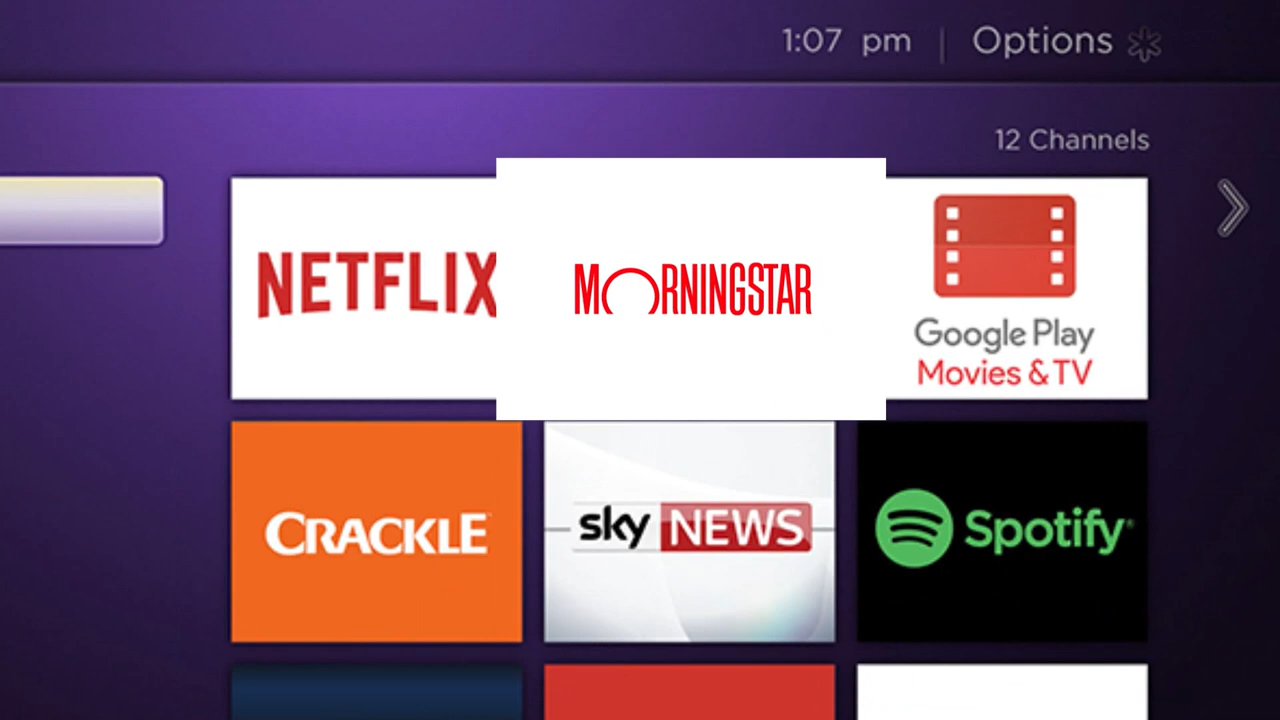 1:07 pm | Options
12 Channels
NETFLIX
MORNINGSTAR
Google Play
Movies & TV
CRACKLE
sky NEWS
Spotify